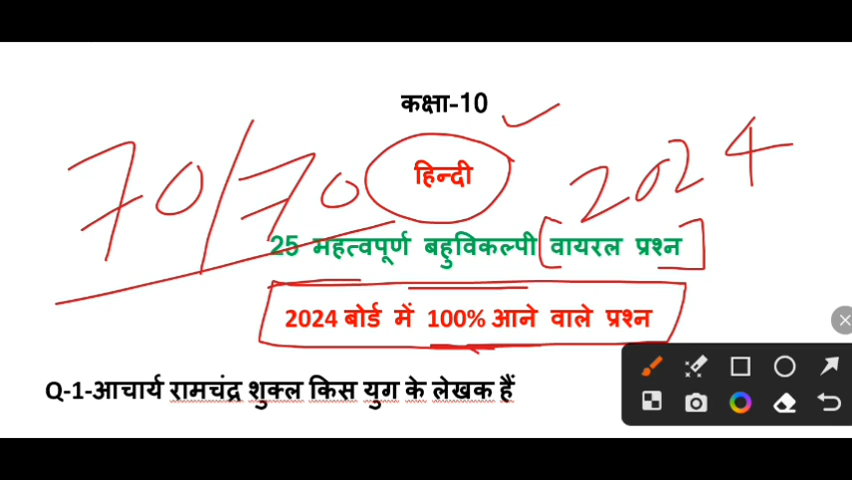 कक्षा-10
70/70 हिन्दी 2024
25 महत्वपूर्ण बहुविकल्पी वायरल प्रश्न
2024 बोर्ड में 100% आने वाले प्रश्न
Q-1-आचार्य रामचंद्र शुक्ल किस युग के लेखक हैं